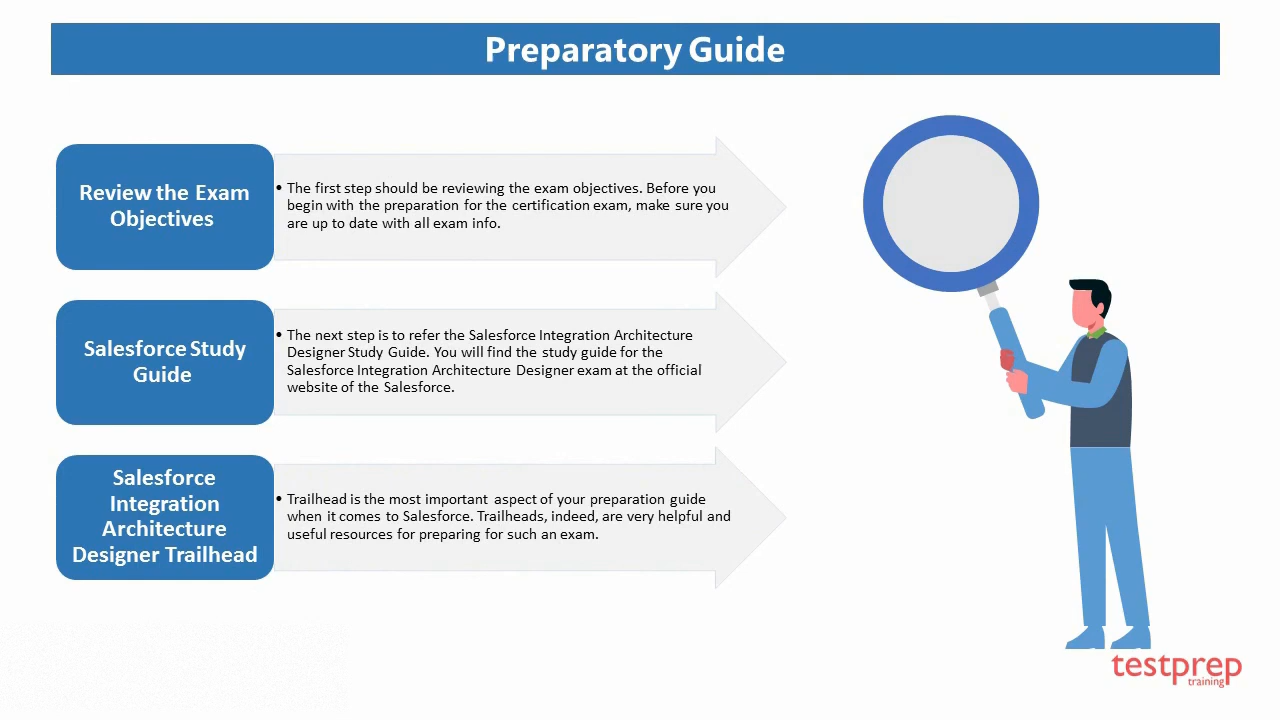 Preparatory Guide
Review the Exam
Objectives
• The first step should be reviewing the exam objectives. Before you
begin with the preparation for the certification exam, make sure you
are up to date with all exam info.
Salesforce Study
Guide
• The next step is to refer the Salesforce Integration Architecture
Designer Study Guide. You will find the study guide for the
Salesforce Integration Architecture Designer exam at the official
website of the Salesforce.
Salesforce
Integration
Architecture
Designer Trailhead
• Trailhead is the most important aspect of your preparation guide
when it comes to Salesforce. Trailheads, indeed, are very helpful and
useful resources for preparing for such an exam.
testprep
training